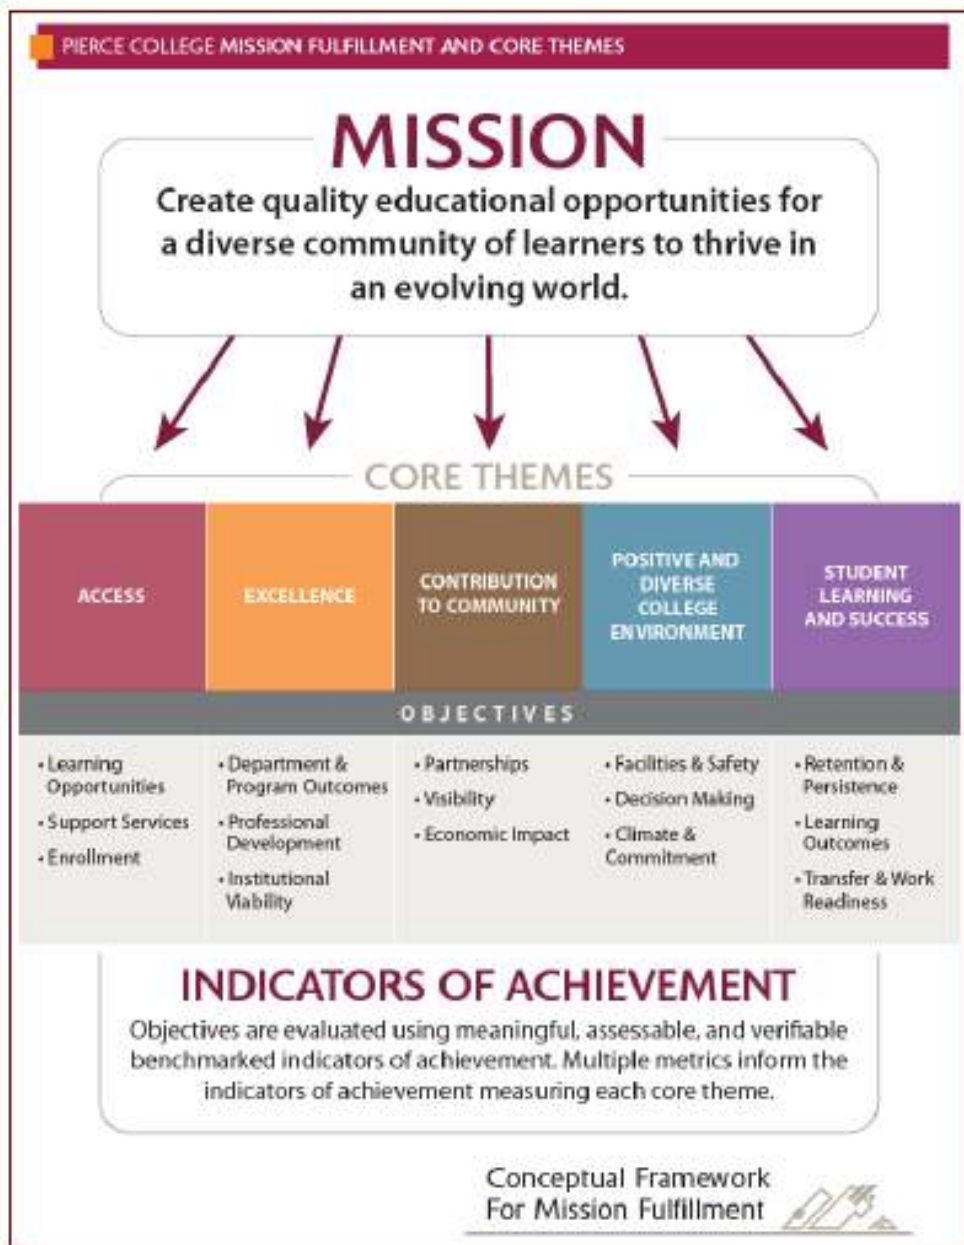 PIERCE COLLEGE MISSION FULFILLMENT AND CORE THEMES
MISSION
Create quality educational opportunities for
a diverse community of learners to thrive in
an evolving world.
CORE THEMES
ACCESS
EXCELLENCE
CONTRIBUTION
TO COMMUNITY
POSITIVE AND
DIVERSE
COLLEGE
ENVIRONMENT
STUDENT
LEARNING
AND SUCCESS
OBJECTIVES
• Learning
Opportunities
• Support Services
• Enrollment
• Department &
Program Outcomes
• Professional
Development
• Institutional
Viability
• Partnerships
• Visibility
• Economic Impact
• Facilities & Safety
• Decision Making
• Climate &
Commitment
• Retention &
Persistence
• Learning
Outcomes
• Transfer & Work
Readiness
INDICATORS OF ACHIEVEMENT
Objectives are evaluated using meaningful, assessable, and verifiable
benchmarked indicators of achievement. Multiple metrics inform the
indicators of achievement measuring each core theme.
Conceptual Framework
For Mission Fulfillment